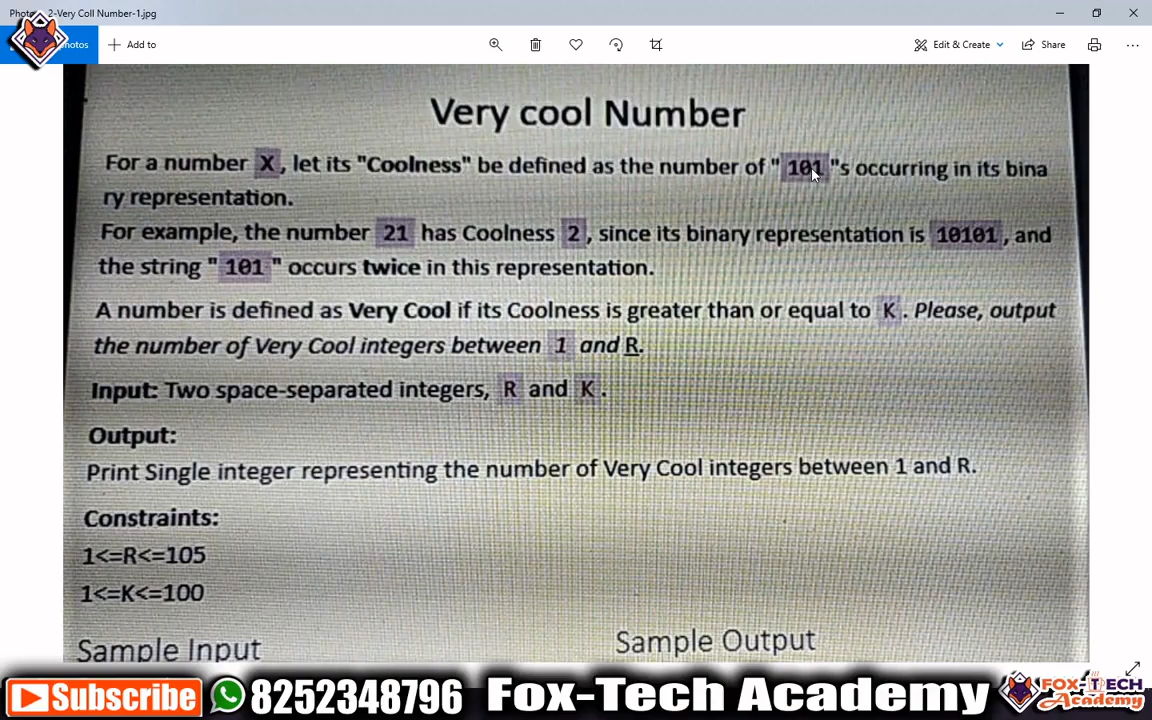 Photos 2-Very Coll Number-1.jpg
Photos
Add to
Edit & Create
Share
Very cool Number
For a number X, let its "Coolness" be defined as the number of "101"s occurring in its bina
ry representation.
For example, the number 21 has Coolness 2, since its binary representation is 10101, and
the string "101" occurs twice in this representation.
A number is defined as Very Cool if its Coolness is greater than or equal to K. Please, output
the number of Very Cool integers between 1 and R.
Input: Two space-separated integers, R and K.
Output:
Print Single integer representing the number of Very Cool integers between 1 and R.
Constraints:
1<=R<=105
1<=K<=100
Sample Input
Sample Output
Subscribe 8252348796 Fox-Tech Academy
FOX-TECH
Academy